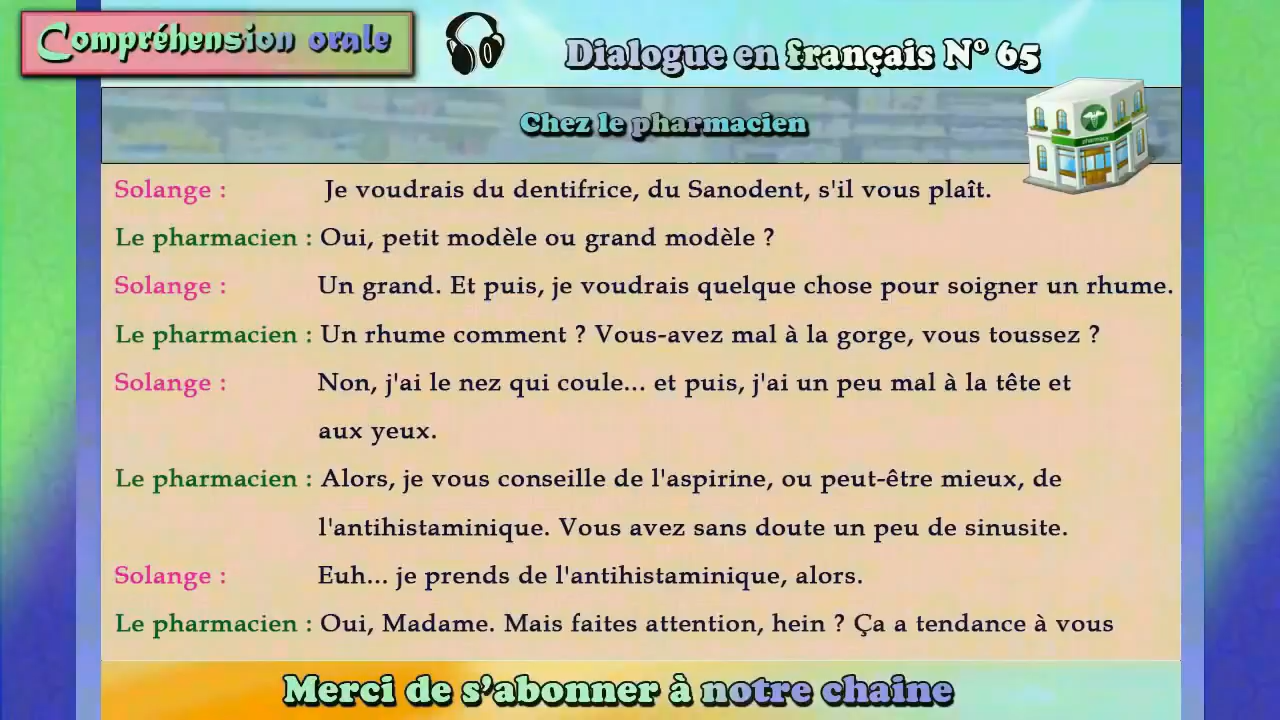 Compréhension orale
Dialogue en français Nº 65
Chez le pharmacien
pharmacy
Solange : Je voudrais du dentifrice, du Sanodent, s'il vous plaît.
Le pharmacien : Oui, petit modèle ou grand modèle ?
Solange : Un grand. Et puis, je voudrais quelque chose pour soigner un rhume.
Le pharmacien : Un rhume comment ? Vous-avez mal à la gorge, vous toussez ?
Solange : Non, j'ai le nez qui coule... et puis, j'ai un peu mal à la tête et
aux yeux.
Le pharmacien : Alors, je vous conseille de l'aspirine, ou peut-être mieux, de
l'antihistaminique. Vous avez sans doute un peu de sinusite.
Solange : Euh... je prends de l'antihistaminique, alors.
Le pharmacien : Oui, Madame. Mais faites attention, hein ? Ça a tendance à vous
Merci de s'abonner à notre chaine